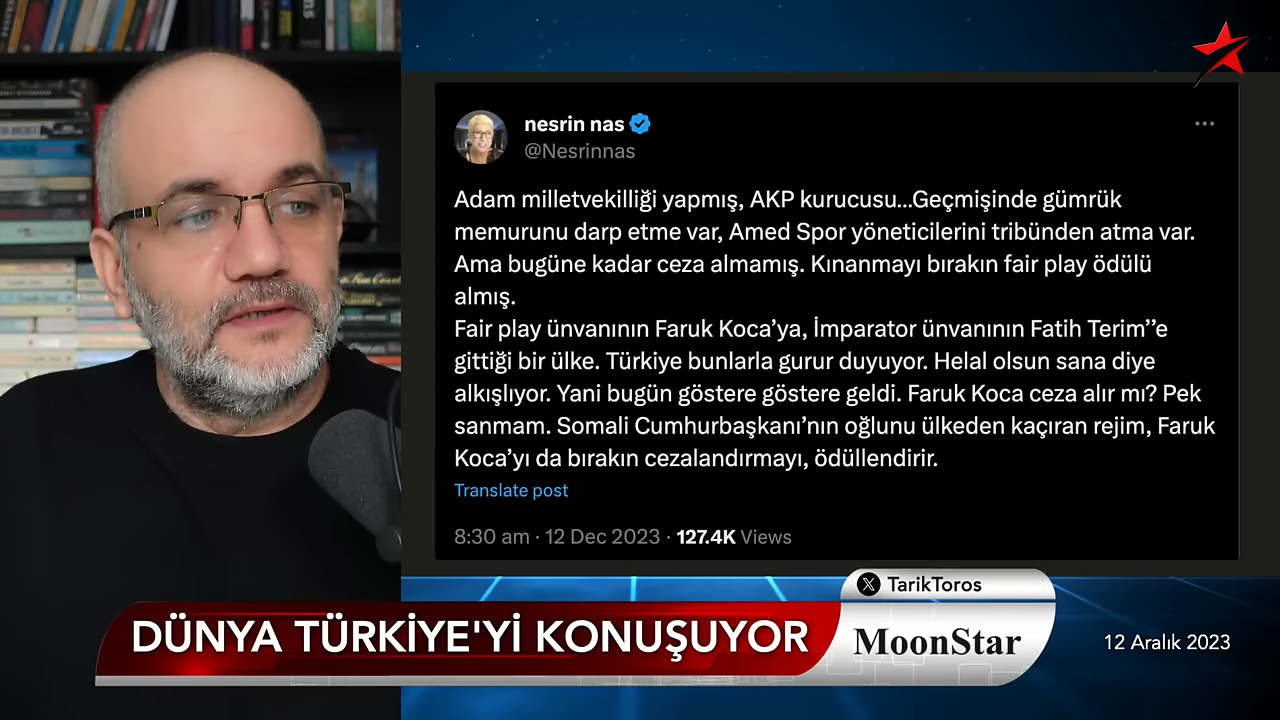 nesrin nas
@Nesrinnas
Adam milletvekilliği yapmış, AKP kurucusu...Geçmişinde gümrük
memurunu darp etme var, Amed Spor yöneticilerini tribünden atma var.
Ama bugüne kadar ceza almamış. Kınanmayı bırakın fair play ödülü
almış.
Fair play ünvanının Faruk Koca’ya, İmparator ünvanının Fatih Terim’’e
gittiği bir ülke. Türkiye bunlarla gurur duyuyor. Helal olsun sana diye
alkışlıyor. Yani bugün göstere göstere geldi. Faruk Koca ceza alır mı? Pek
sanmam. Somali Cumhurbaşkanı’nın oğlunu ülkeden kaçıran rejim, Faruk
Koca’yı da bırakın cezalandırmayı, ödüllendirir.
Translate post
8:30 am · 12 Dec 2023 · 127.4K Views
TarikToros
DÜNYA TÜRKİYE'Yİ KONUŞUYOR
MoonStar
12 Aralık 2023